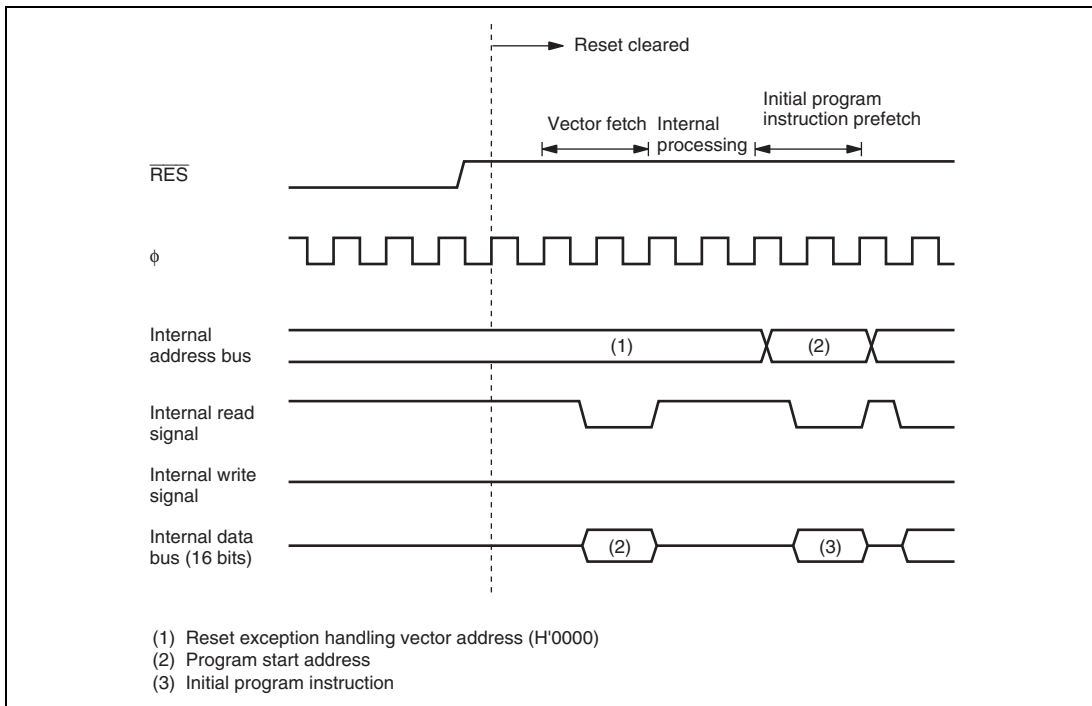 Reset cleared
Initial program
instruction prefetch
Vector fetch
Internal
processing
RES
φ
Internal
address bus
(1)
(2)
Internal read
signal
Internal write
signal
Internal data
bus (16 bits)
(2)
(3)
(1) Reset exception handling vector address (H'0000)
(2) Program start address
(3) Initial program instruction